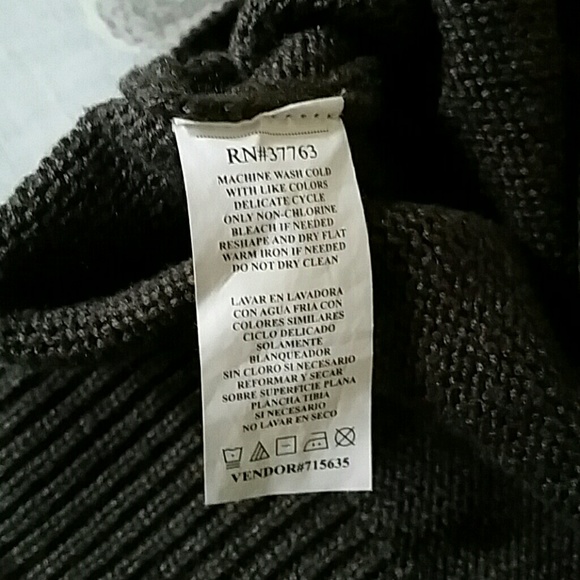 RN#37763
MACHINE WASH COLD
WITH LIKE COLORS
DELICATE CYCLE
ONLY NON-CHLORINE
BLEACH IF NEEDED
RESHAPE AND DRY FLAT
WARM IRON IF NEEDED
DO NOT DRY CLEAN
LAVAR EN LAVADORA
CON AGUA FRIA CON
COLORES SIMILARES
CICLO DELICADO
SOLAMENTE
BLANQUEADOR
SIN CLORO SI NECESARIO
REFORMAR Y SECAR
SOBRE SUPERFICIE PLANA
PLANCHA TIBIA
SI NECESARIO
NO LAVAR EN SECO
VENDOR#715635